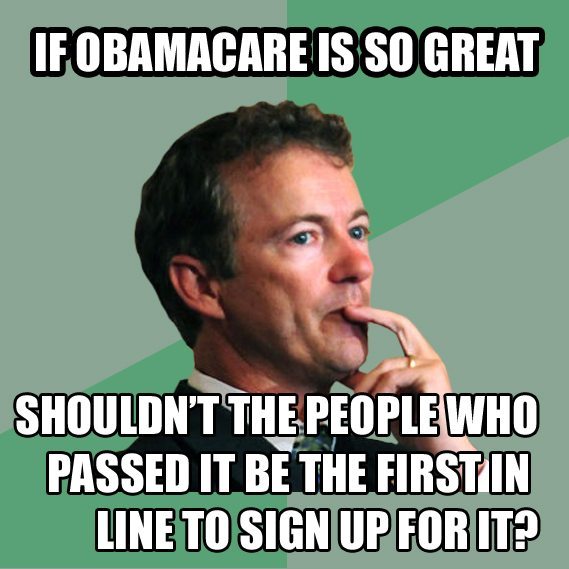 IF OBAMACARE IS SO GREAT
SHOULDN'T THE PEOPLE WHO
PASSED IT BE THE FIRST IN
LINE TO SIGN UP FOR IT?